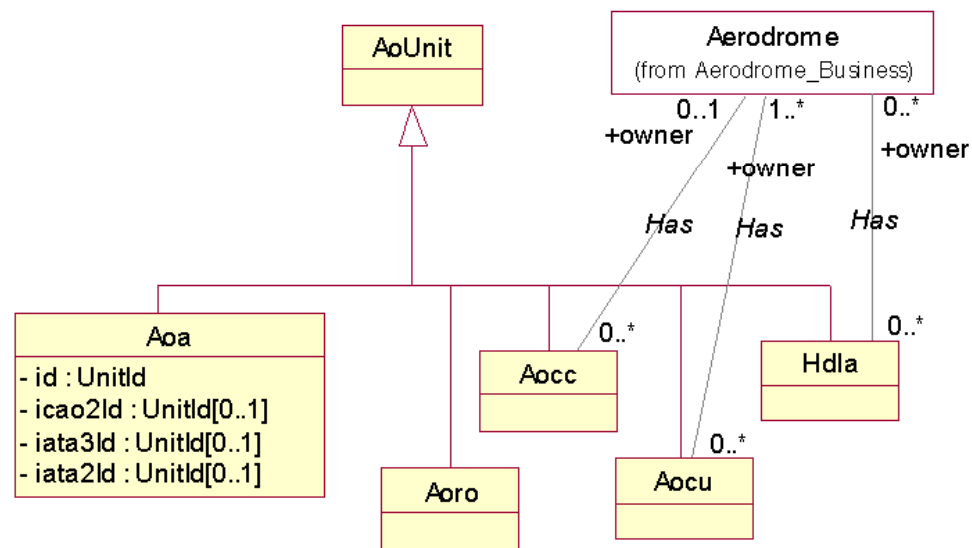 AoUnit
Aerodrome
(from Aerodrome_Business)
0..1
1..*
0..*
+owner
+owner
+owner
Has
Has
Has
0..*
0..*
0..*
Aoa
- id : UnitId
- icao2Id : UnitId[0..1]
- iata3Id : UnitId[0..1]
- iata2Id : UnitId[0..1]
Aocc
Hdla
Aoro
Aocu